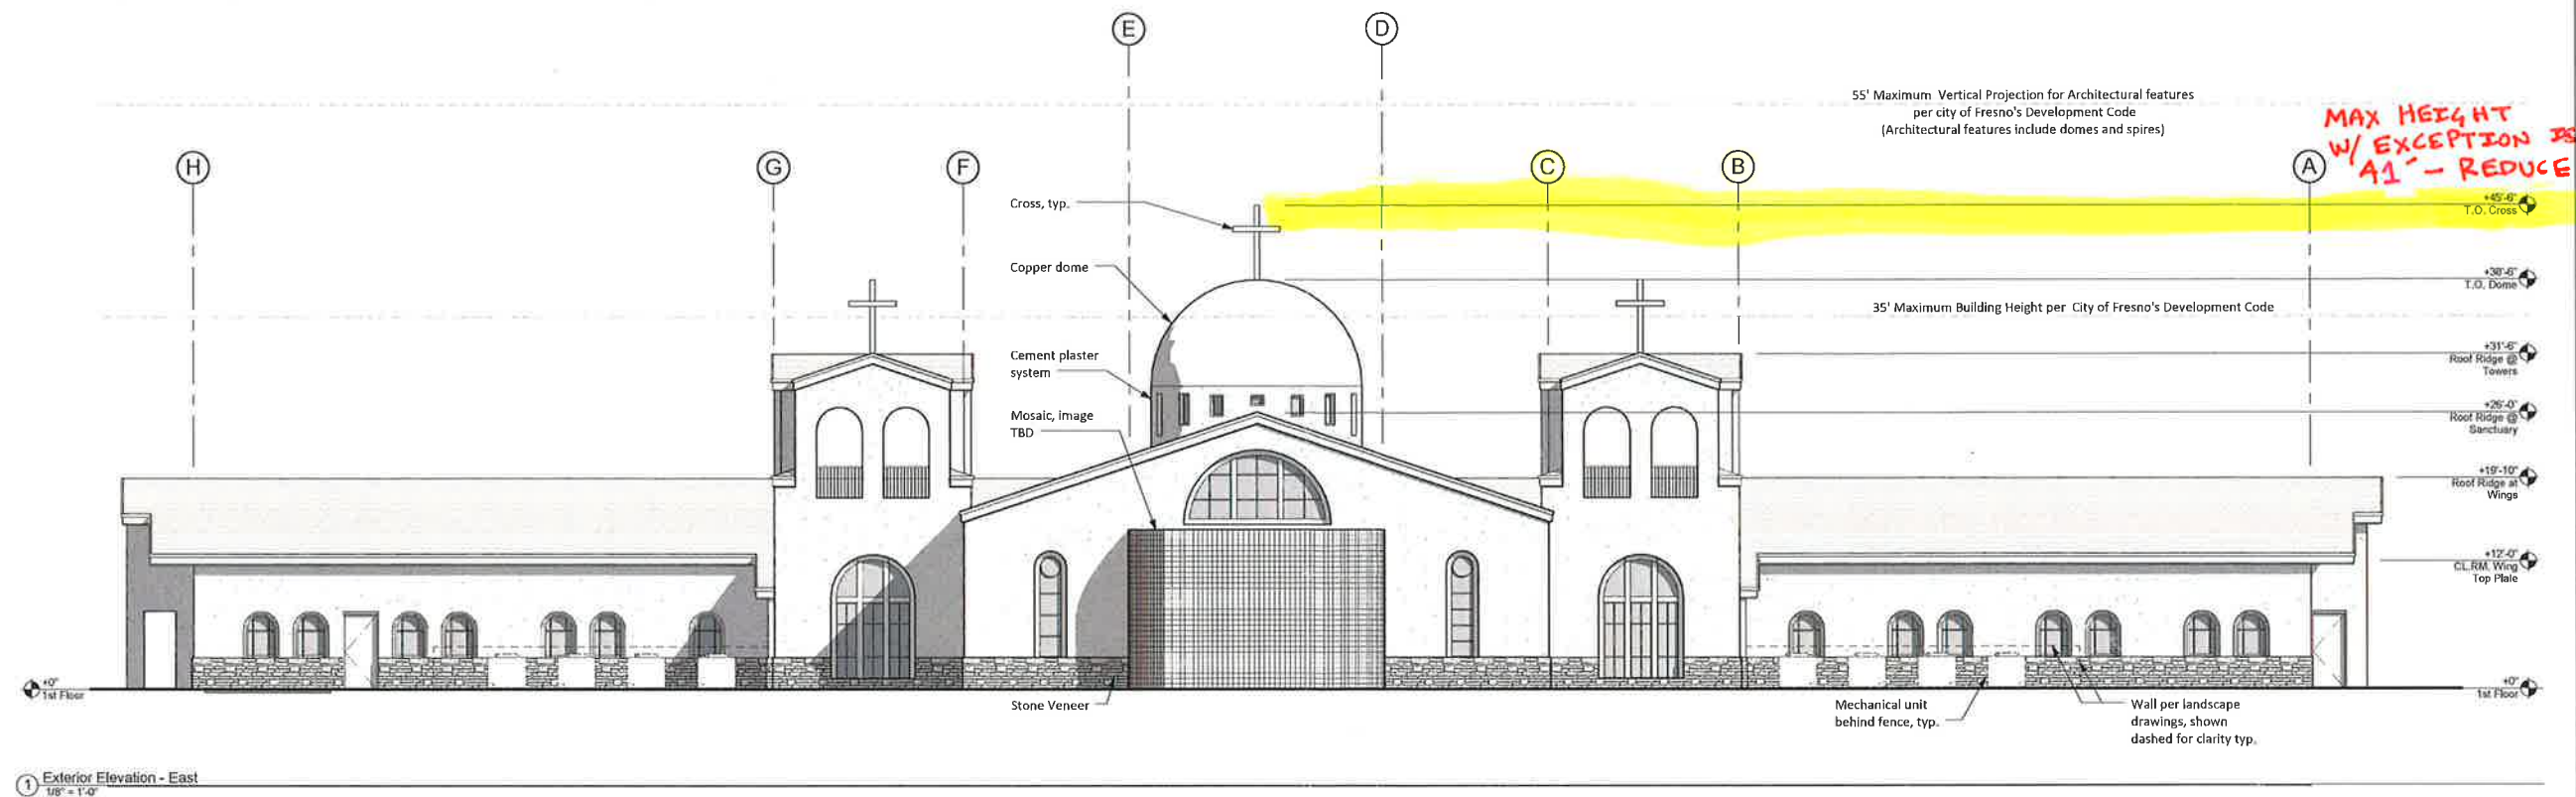 E
D
55' Maximum Vertical Projection for Architectural features
per city of Fresno's Development Code
(Architectural features include domes and spires)
MAX HEIGHT
W/ EXCEPTION IS
41' - REDUCE
H
G
F
C
B
A
Cross, typ.
+45'-6"
T.O. Cross
Copper dome
+38'-6"
T.O. Dome
35' Maximum Building Height per City of Fresno's Development Code
Cement plaster
system
+31'-6"
Roof Ridge @
Towers
Mosaic, image
TBD
+26'-0"
Roof Ridge @
Sanctuary
+19'-10"
Roof Ridge at
Wings
+12'-0"
CL.RM. Wing
Top Plate
+0"
1st Floor
+0"
1st Floor
Stone Veneer
Mechanical unit
behind fence, typ.
Wall per landscape
drawings, shown
dashed for clarity typ.
1 Exterior Elevation - East
1/8" = 1'-0"